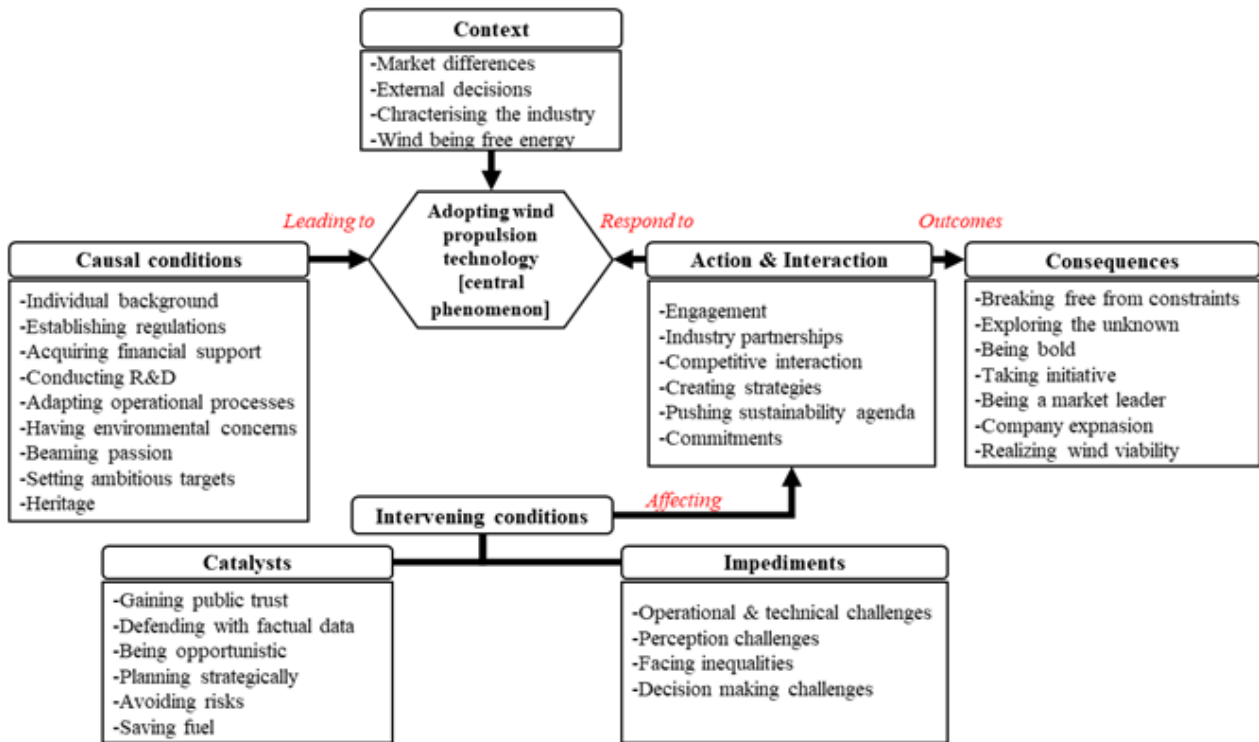 Context
-Market differences
-External decisions
-Chracterising the industry
-Wind being free energy
Leading to
Adopting wind
propulsion
technology
[central
phenomenon]
Respond to
Outcomes
Causal conditions
-Individual background
-Establishing regulations
-Acquiring financial support
-Conducting R&D
-Adapting operational processes
-Having environmental concerns
-Beaming passion
-Setting ambitious targets
-Heritage
Action & Interaction
-Engagement
-Industry partnerships
-Competitive interaction
-Creating strategies
-Pushing sustainability agenda
-Commitments
Consequences
-Breaking free from constraints
-Exploring the unknown
-Being bold
-Taking initiative
-Being a market leader
-Company expnasion
-Realizing wind viability
Affecting
Intervening conditions
Catalysts
-Gaining public trust
-Defending with factual data
-Being opportunistic
-Planning strategically
-Avoiding risks
-Saving fuel
Impediments
-Operational & technical challenges
-Perception challenges
-Facing inequalities
-Decision making challenges